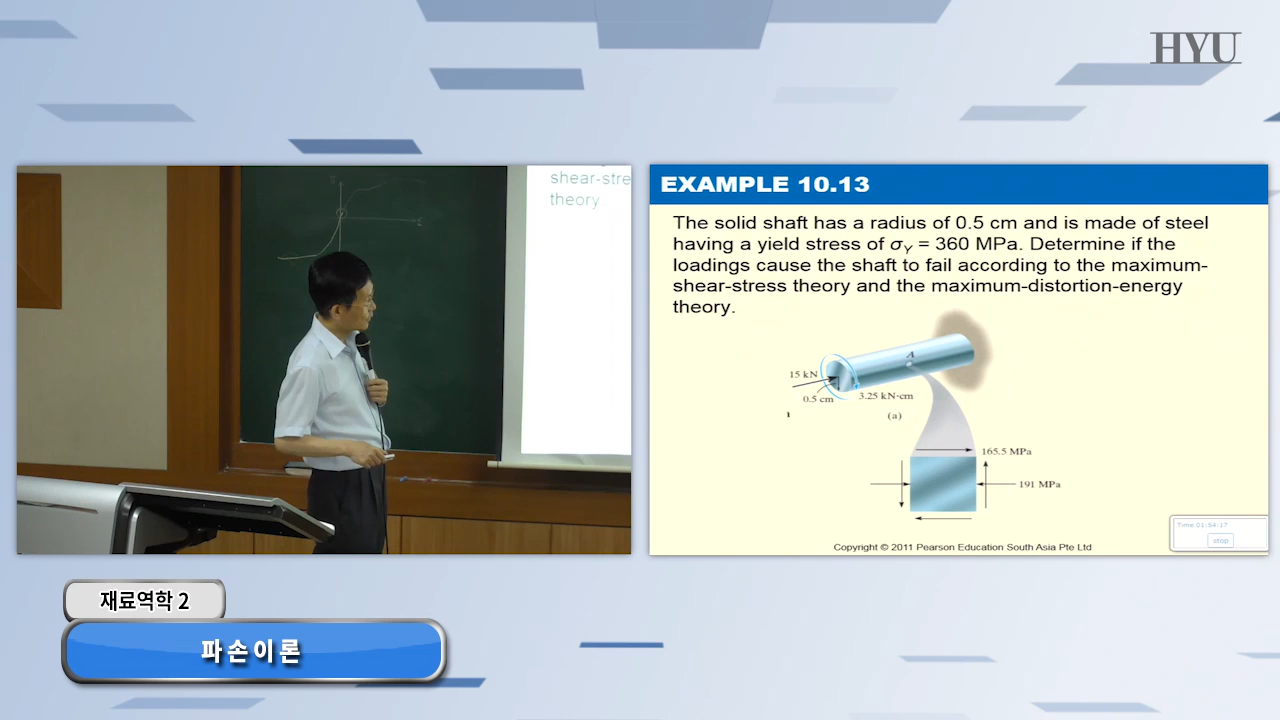 HYU
shear-stre
theory
EXAMPLE 10.13
The solid shaft has a radius of 0.5 cm and is made of steel
having a yield stress of σY = 360 MPa. Determine if the
loadings cause the shaft to fail according to the maximum-
shear-stress theory and the maximum-distortion-energy
theory.
A
15 kN
0.5 cm
3.25 kN·cm
(a)
165.5 MPa
191 MPa
Time 01:54:17
stop
Copyright © 2011 Pearson Education South Asia Pte Ltd
재료역학 2
파손이론